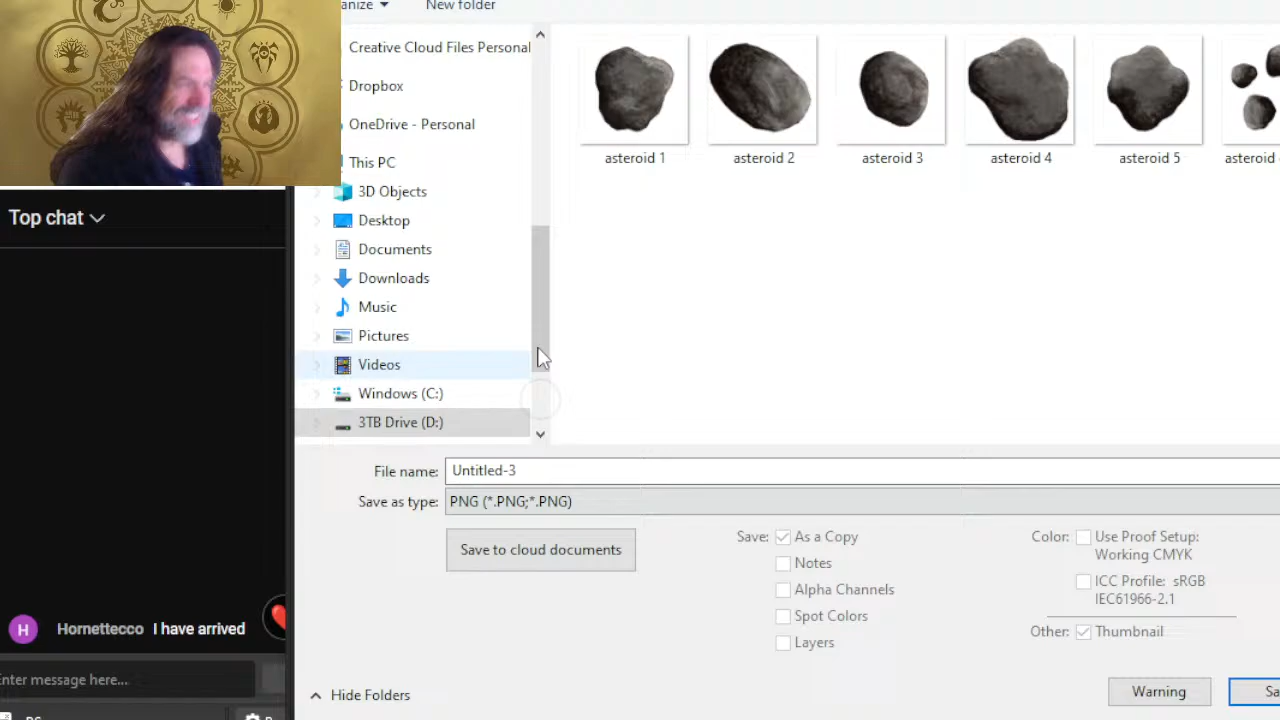 New folder
Creative Cloud Files Personal
Dropbox
OneDrive - Personal
This PC
3D Objects
Desktop
Documents
Downloads
Music
Pictures
Videos
Windows (C:)
3TB Drive (D:)
asteroid 1
asteroid 2
asteroid 3
asteroid 4
asteroid 5
asteroid
Top chat
H
Hornettecco I have arrived
Enter message here...
File name: Untitled-3
Save as type: PNG (*.PNG;*.PNG)
Save to cloud documents
Save: As a Copy
Notes
Alpha Channels
Spot Colors
Layers
Color: Use Proof Setup:
Working CMYK
ICC Profile: sRGB
IEC61966-2.1
Other: Thumbnail
Hide Folders
Warning